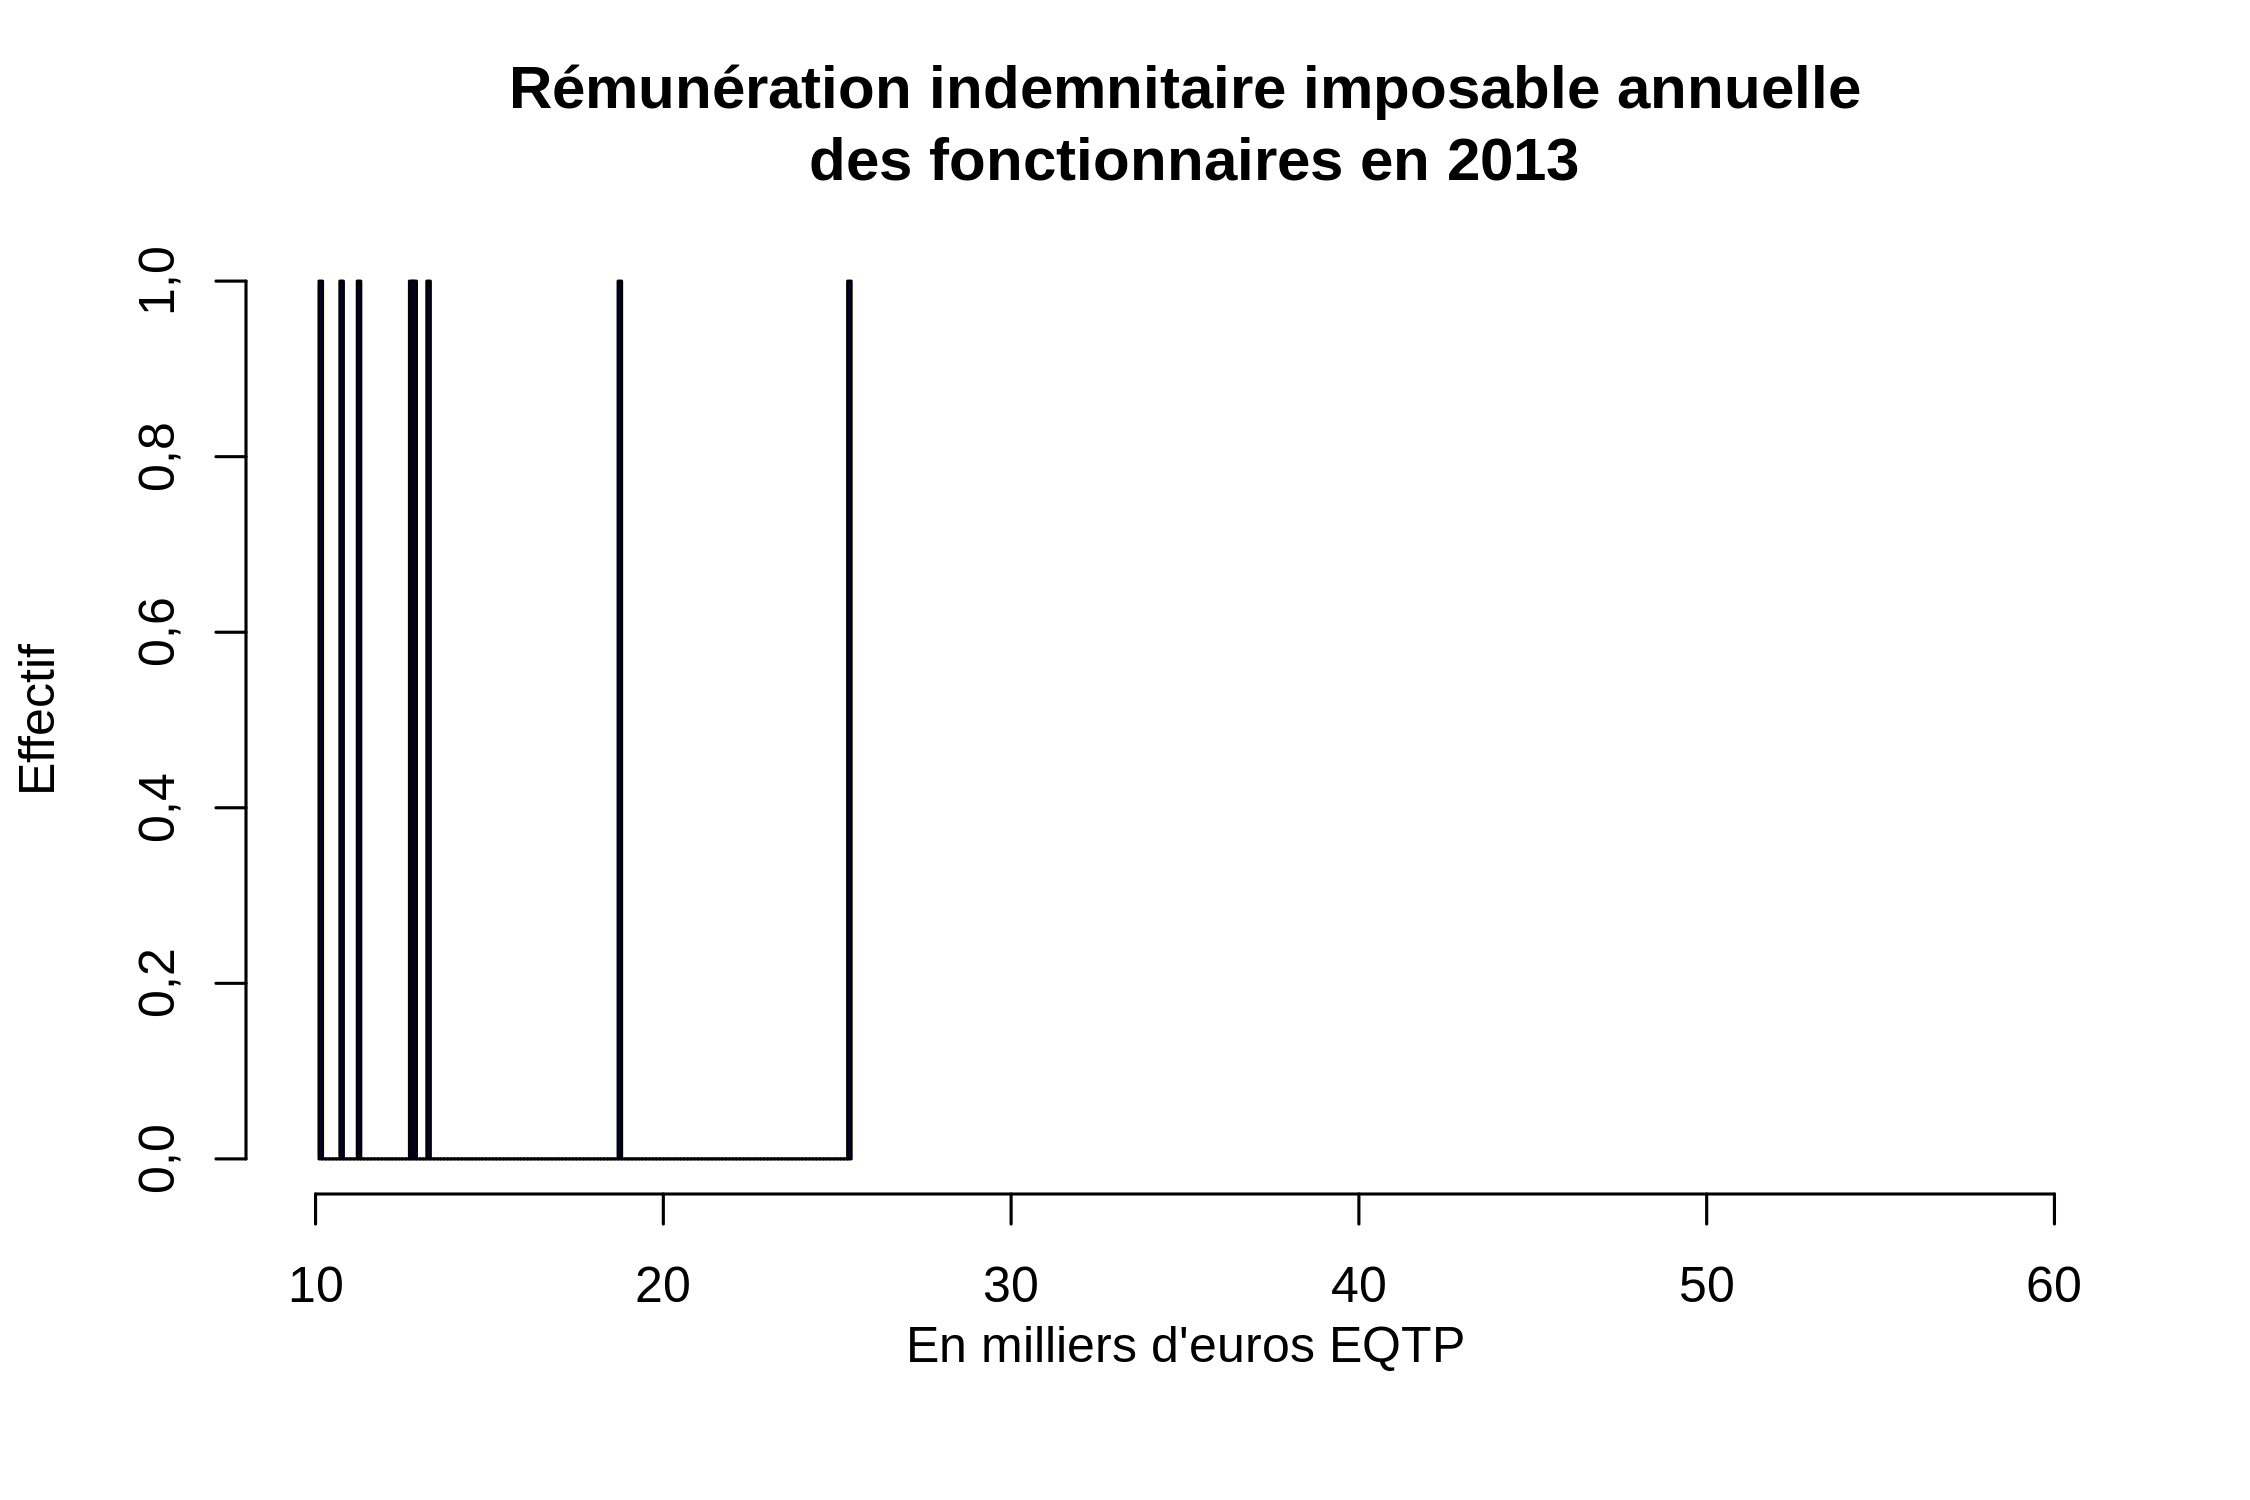 Rémunération indemnitaire imposable annuelle
des fonctionnaires en 2013
1,0
0,8
0,6
0,4
0,2
0,0
Effectif
10 20 30 40 50 60
En milliers d'euros EQTP